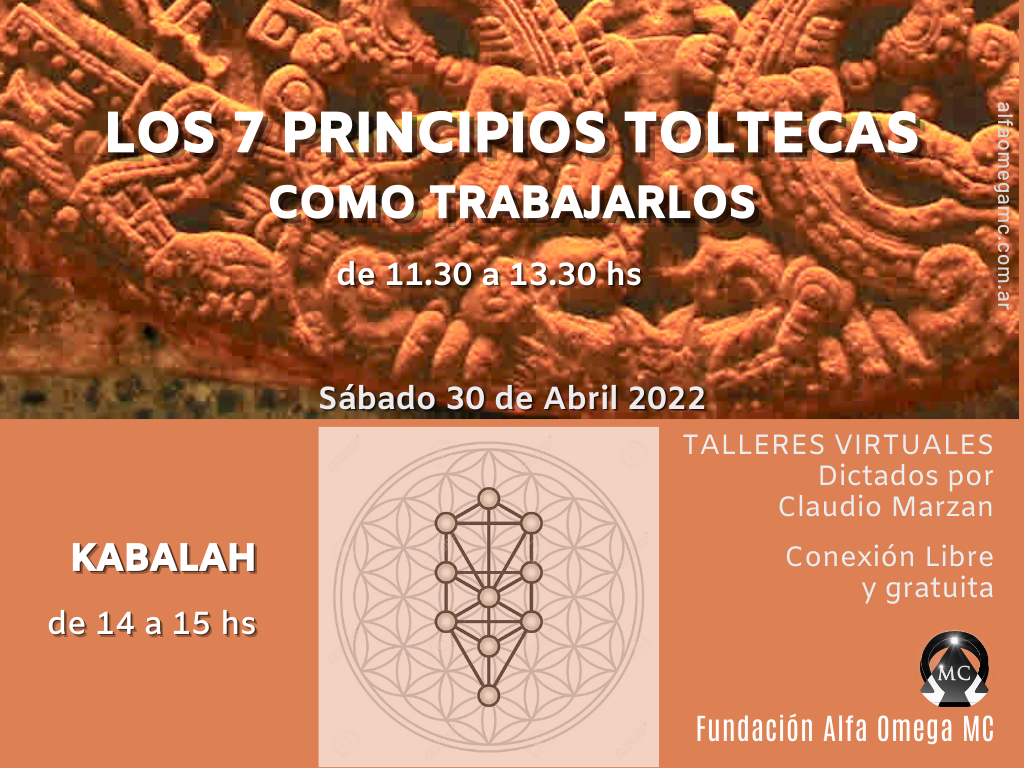 LOS 7 PRINCIPIOS TOLTECAS
COMO TRABAJARLOS
de 11.30 a 13.30 hs
alfaomegamc.com.ar
Sábado 30 de Abril 2022
TALLERES VIRTUALES
Dictados por
Claudio Marzan
Conexión Libre
y gratuita
KABALAH
de 14 a 15 hs
MC
Fundación Alfa Omega MC